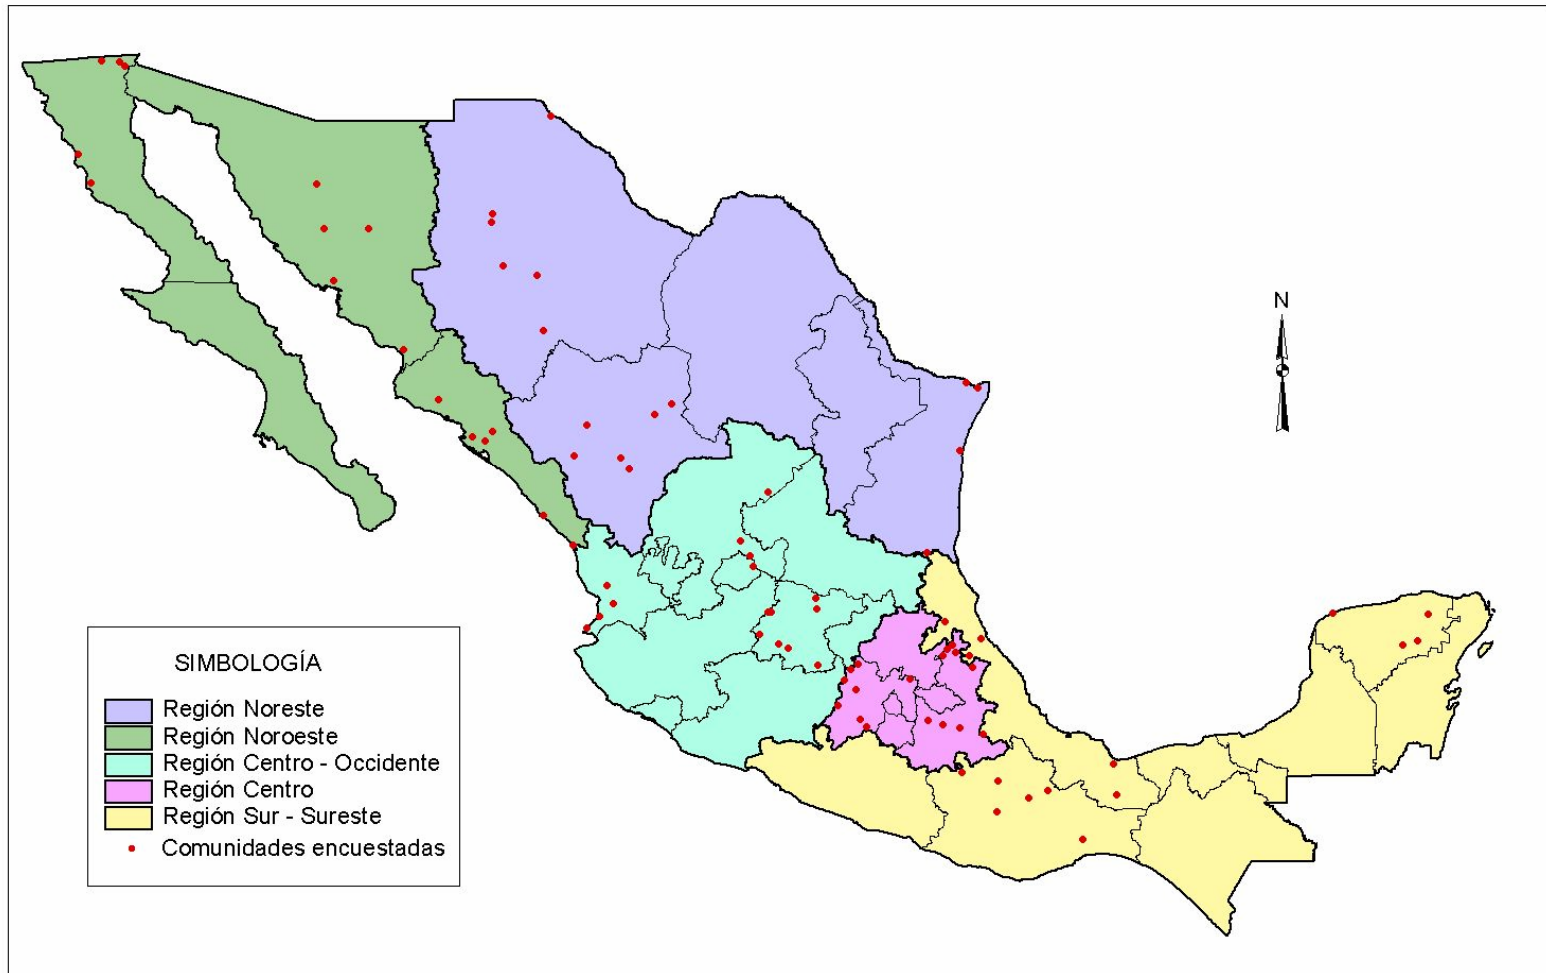 N
SIMBOLOGÍA
Región Noreste
Región Noroeste
Región Centro - Occidente
Región Centro
Región Sur - Sureste
Comunidades encuestadas